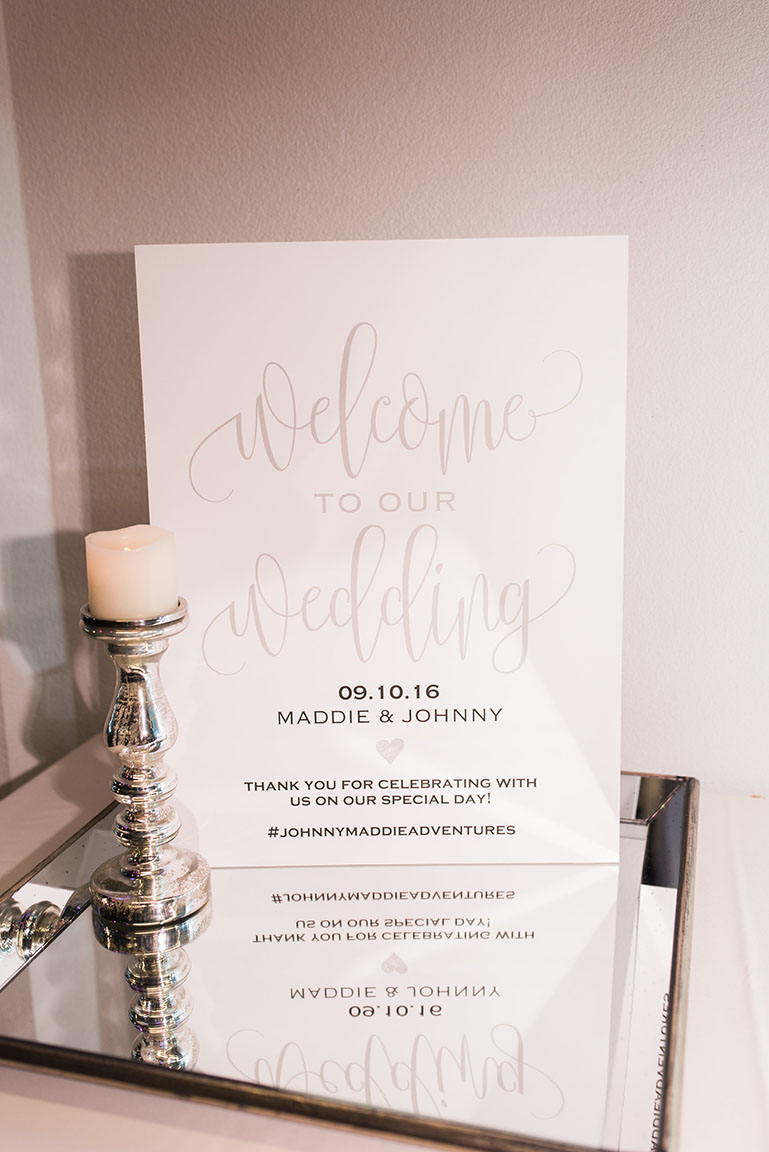 welcome
TO OUR
wedding
09.10.16
MADDIE & JOHNNY
THANK YOU FOR CELEBRATING WITH
US ON OUR SPECIAL DAY!
#JOHNNYMADDIEADVENTURES